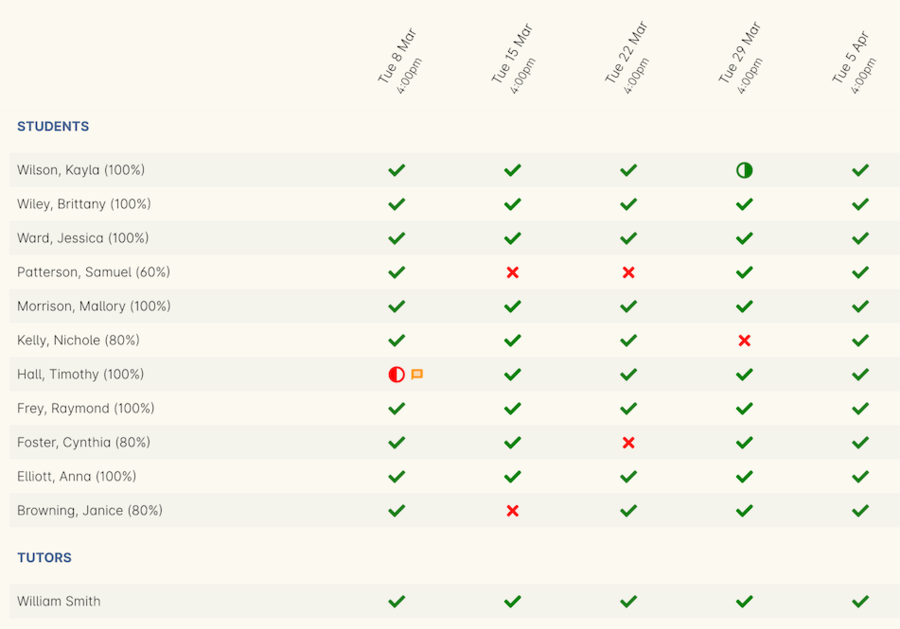 Tue 8 Mar
4:00pm
Tue 15 Mar
4:00pm
Tue 22 Mar
4:00pm
Tue 29 Mar
4:00pm
Tue 5 Apr
4:00pm
STUDENTS
Wilson, Kayla (100%)
Wiley, Brittany (100%)
Ward, Jessica (100%)
Patterson, Samuel (60%)
Morrison, Mallory (100%)
Kelly, Nichole (80%)
Hall, Timothy (100%)
Frey, Raymond (100%)
Foster, Cynthia (80%)
Elliott, Anna (100%)
Browning, Janice (80%)
TUTORS
William Smith